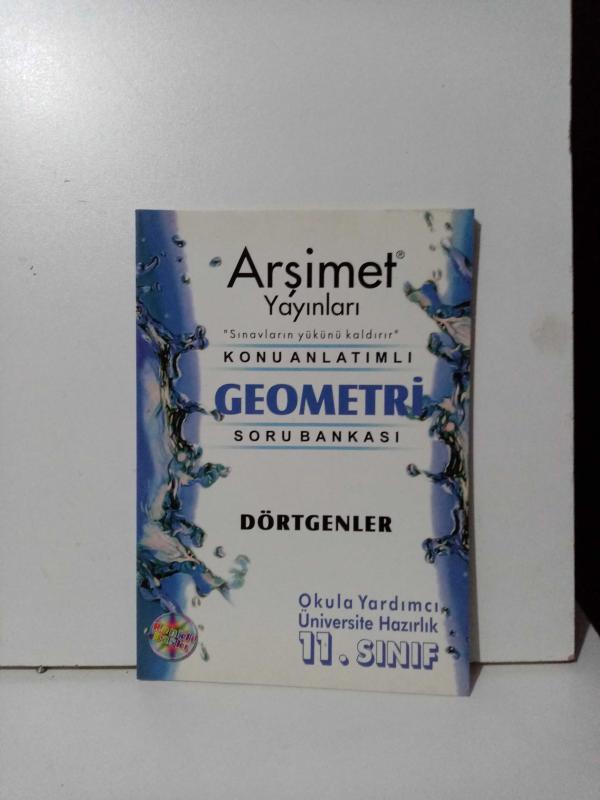 Arşimet®
Yayınları
"Sınavların yükünü kaldırır"
KONU ANLATIMLI
GEOMETRİ
SORU BANKASI
DÖRTGENLER
Okula Yardımcı
Üniversite Hazırlık
11. SINIF